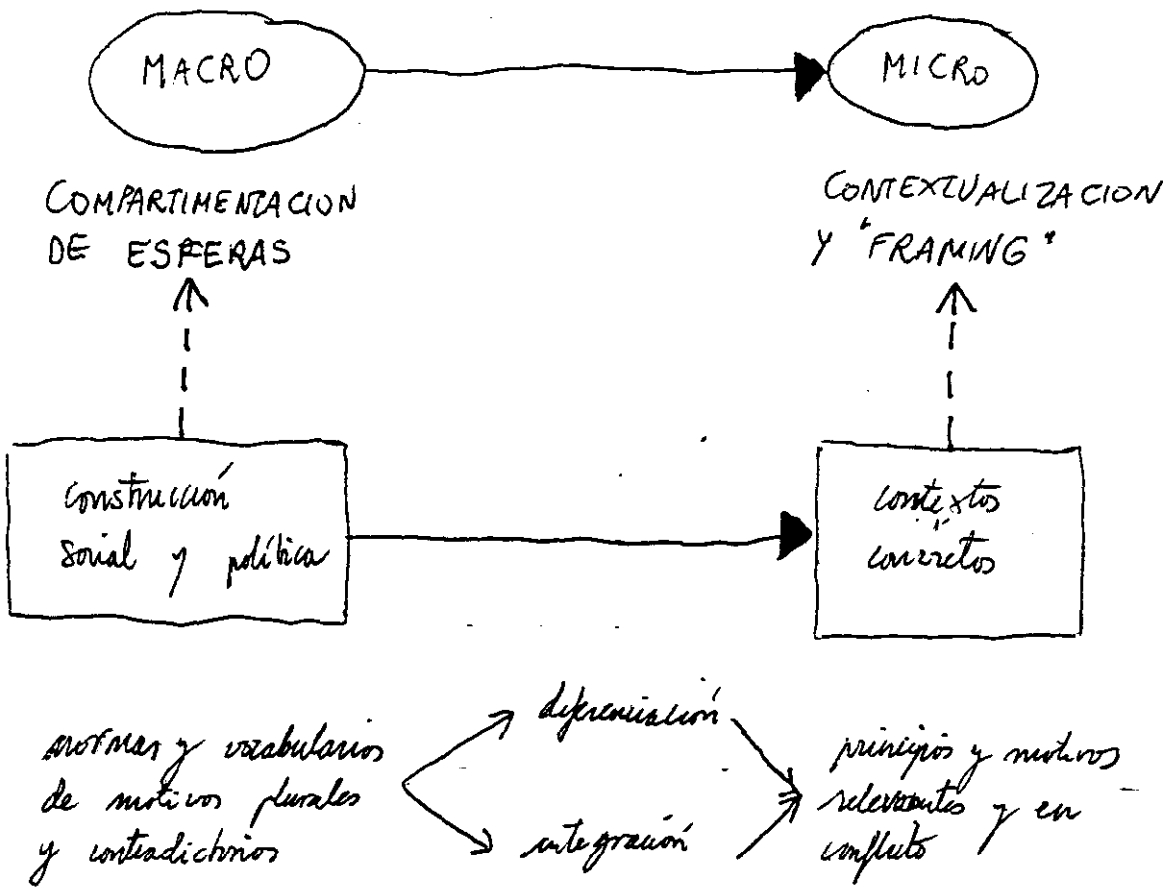 MACRO
MICRO
COMPARTIMENTACION
DE ESFERAS
CONTEXTUALIZACION
Y "FRAMING"
construcción
social y política
contextos
concretos
normas y vocabularios
de motivos plurales
y contradictorios
diferenciación
integración
principios y motivos
relevantes y en
conflicto